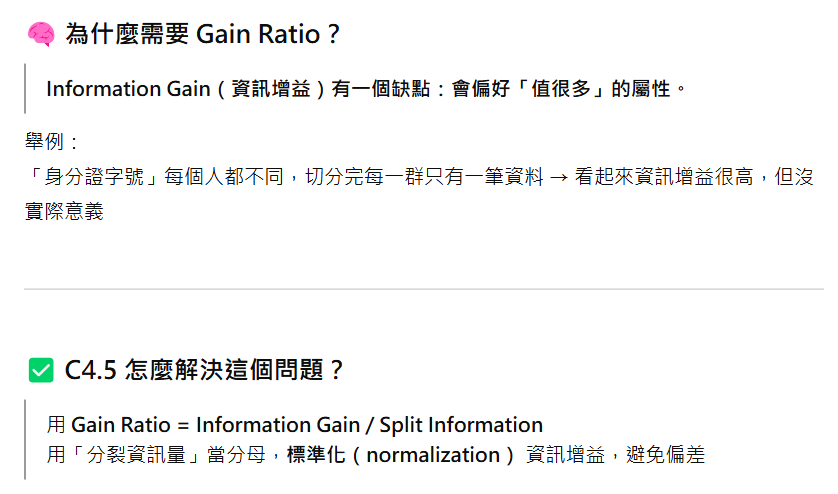 為什麼需要 Gain Ratio？
Information Gain（資訊增益）有一個缺點：會偏好「值很多」的屬性。
舉例：
「身分證字號」每個人都不同，切分完每一群只有一筆資料 → 看起來資訊增益很高，但沒
實際意義
C4.5 怎麼解決這個問題？
用 Gain Ratio = Information Gain / Split Information
用「分裂資訊量」當分母，標準化（normalization） 資訊增益，避免偏差